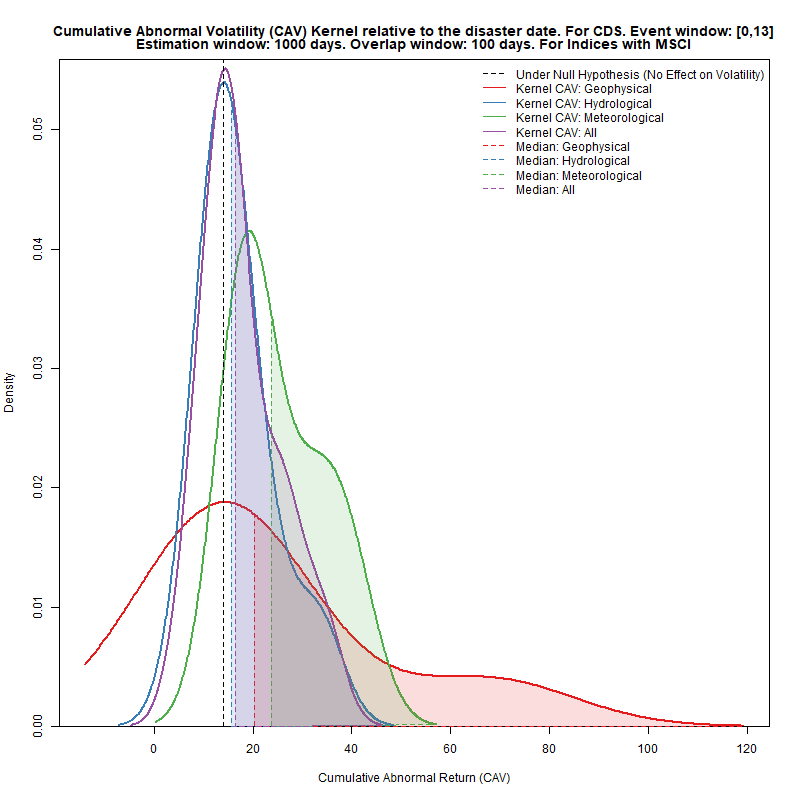 Cumulative Abnormal Volatility (CAV) Kernel relative to the disaster date. For CDS. Event window: [0,13]
Estimation window: 1000 days. Overlap window: 100 days. For Indices with MSCI
Under Null Hypothesis (No Effect on Volatility)
Kernel CAV: Geophysical
Kernel CAV: Hydrological
Kernel CAV: Meteorological
Kernel CAV: All
Median: Geophysical
Median: Hydrological
Median: Meteorological
Median: All
Density
0.05
0.04
0.03
0.02
0.01
0.00
0 20 40 60 80 100 120
Cumulative Abnormal Return (CAV)